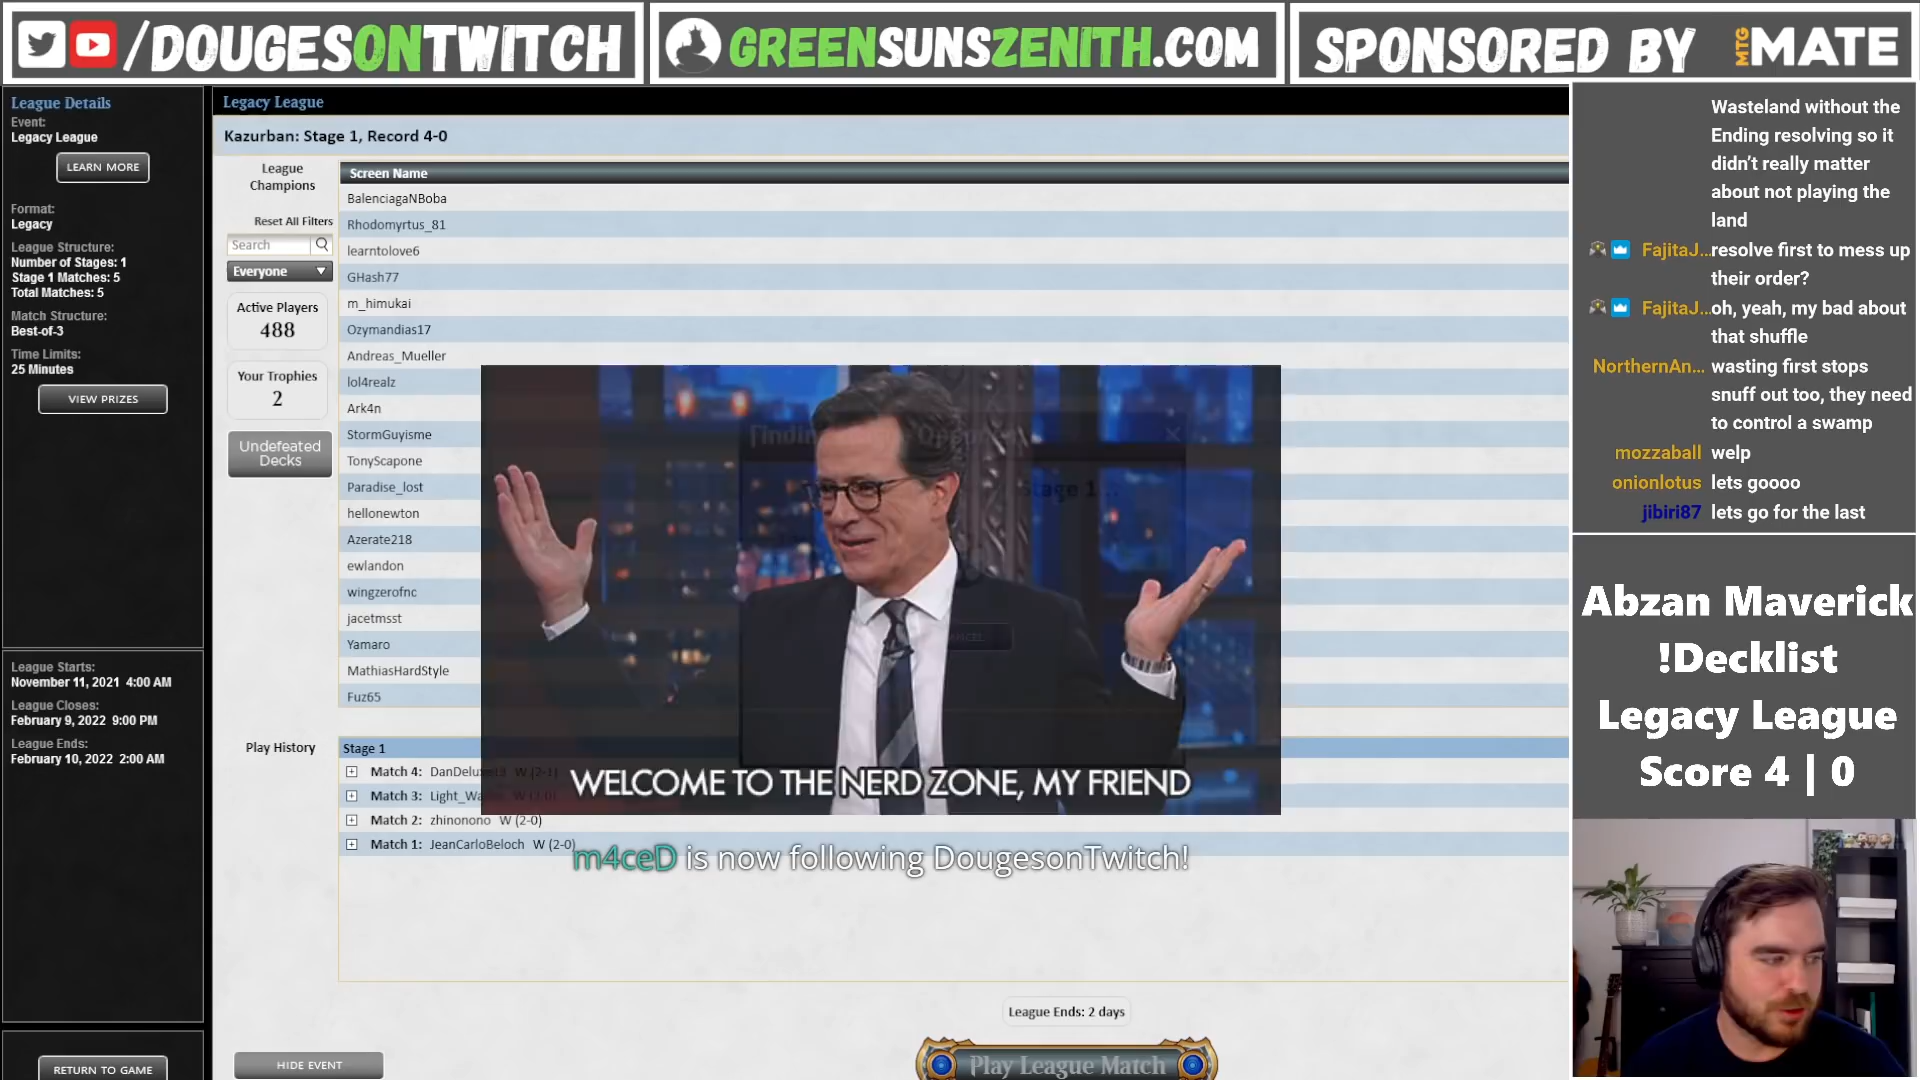 /DOUGESONTWITCH
GREENSUNSZENITH.COM
SPONSORED BY MTG MATE
League Details
Event:
Legacy League
LEARN MORE
Format:
Legacy
League Structure:
Number of Stages: 1
Stage 1 Matches: 5
Total Matches: 5
Match Structure:
Best-of-3
Time Limits:
25 Minutes
VIEW PRIZES
League Starts:
November 11, 2021 4:00 AM
League Closes:
February 9, 2022 9:00 PM
League Ends:
February 10, 2022 2:00 AM
RETURN TO GAME
Legacy League
Kazurban: Stage 1, Record 4-0
League
Champions
Reset All Filters
Search
Everyone
Active Players
488
Your Trophies
2
Undefeated
Decks
Screen Name
BalenciagaNBoba
Rhodomyrtus_81
learntolove6
GHash77
m_himukai
Ozymandias17
Andreas_Mueller
lol4realz
Ark4n
StormGuyisme
TonyScapone
Paradise_lost
hellonewton
Azerate218
ewlandon
wingzerofnc
jacetmsst
Yamaro
MathiasHardStyle
Fuz65
Stage 1...
WELCOME TO THE NERD ZONE, MY FRIEND
m4ceD is now following DougesonTwitch!
Play History
Stage 1
Match 4: W (2-1)
Match 3:
Match 2: zhinonono W (2-0)
Match 1: JeanCarloBeloch W (2-0)
League Ends: 2 days
HIDE EVENT
Play League Match
Wasteland without the
Ending resolving so it
didn't really matter
about not playing the
land
FajitaJ... resolve first to mess up
their order?
FajitaJ... oh, yeah, my bad about
that shuffle
NorthernAn... wasting first stops
snuff out too, they need
to control a swamp
mozzaball welp
onionlotus lets goooo
jibiri87 lets go for the last
Abzan Maverick
!Decklist
Legacy League
Score 4 | 0